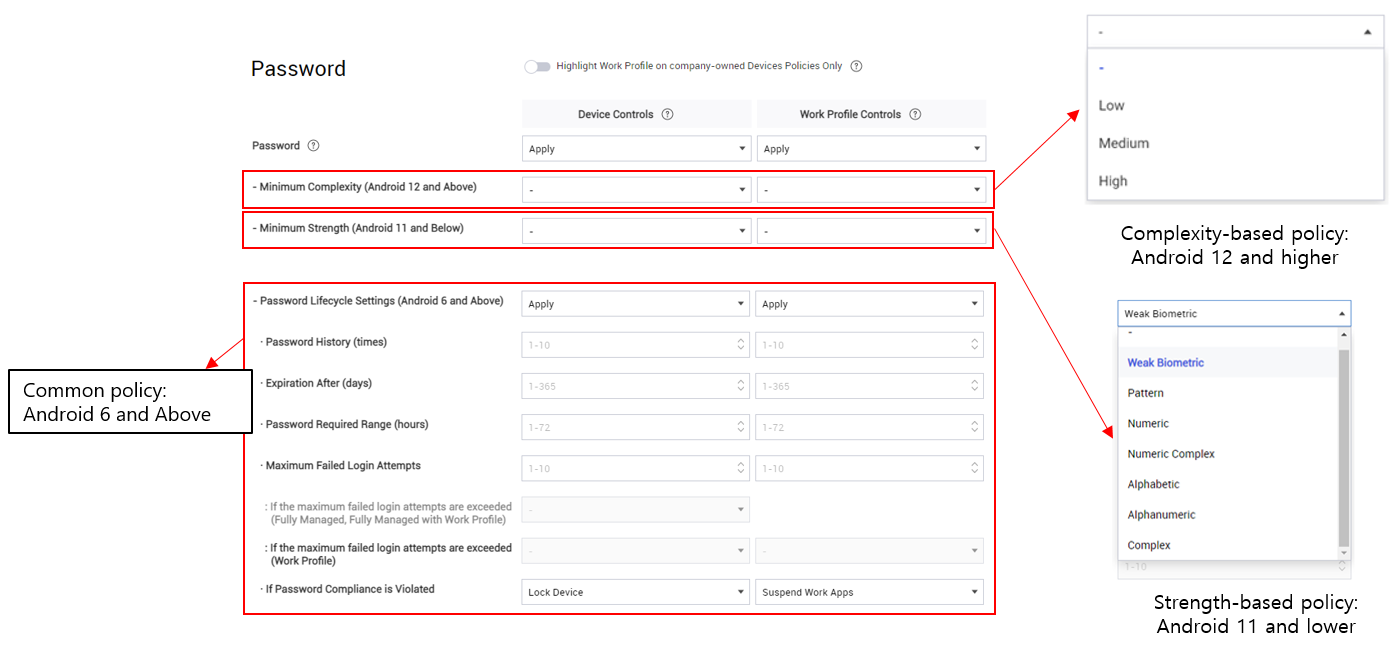 Password
Highlight Work Profile on company-owned Devices Policies Only ?
Device Controls ? Work Profile Controls ?
Password ? Apply Apply
- Minimum Complexity (Android 12 and Above) - -
- Minimum Strength (Android 11 and Below) - -
- Password Lifecycle Settings (Android 6 and Above) Apply Apply
· Password History (times) 1-10 1-10
· Expiration After (days) 1-365 1-365
· Password Required Range (hours) 1-72 1-72
· Maximum Failed Login Attempts 1-10 1-10
: If the maximum failed login attempts are exceeded -
(Fully Managed, Fully Managed with Work Profile)
: If the maximum failed login attempts are exceeded - -
(Work Profile)
· If Password Compliance is Violated Lock Device Suspend Work Apps
Common policy:
Android 6 and Above
-
-
Low
Medium
High
Complexity-based policy:
Android 12 and higher
Weak Biometric
-
Weak Biometric
Pattern
Numeric
Numeric Complex
Alphabetic
Alphanumeric
Complex
1-10
Strength-based policy:
Android 11 and lower